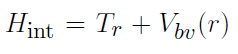 H_int = T_r + V_bv(r)